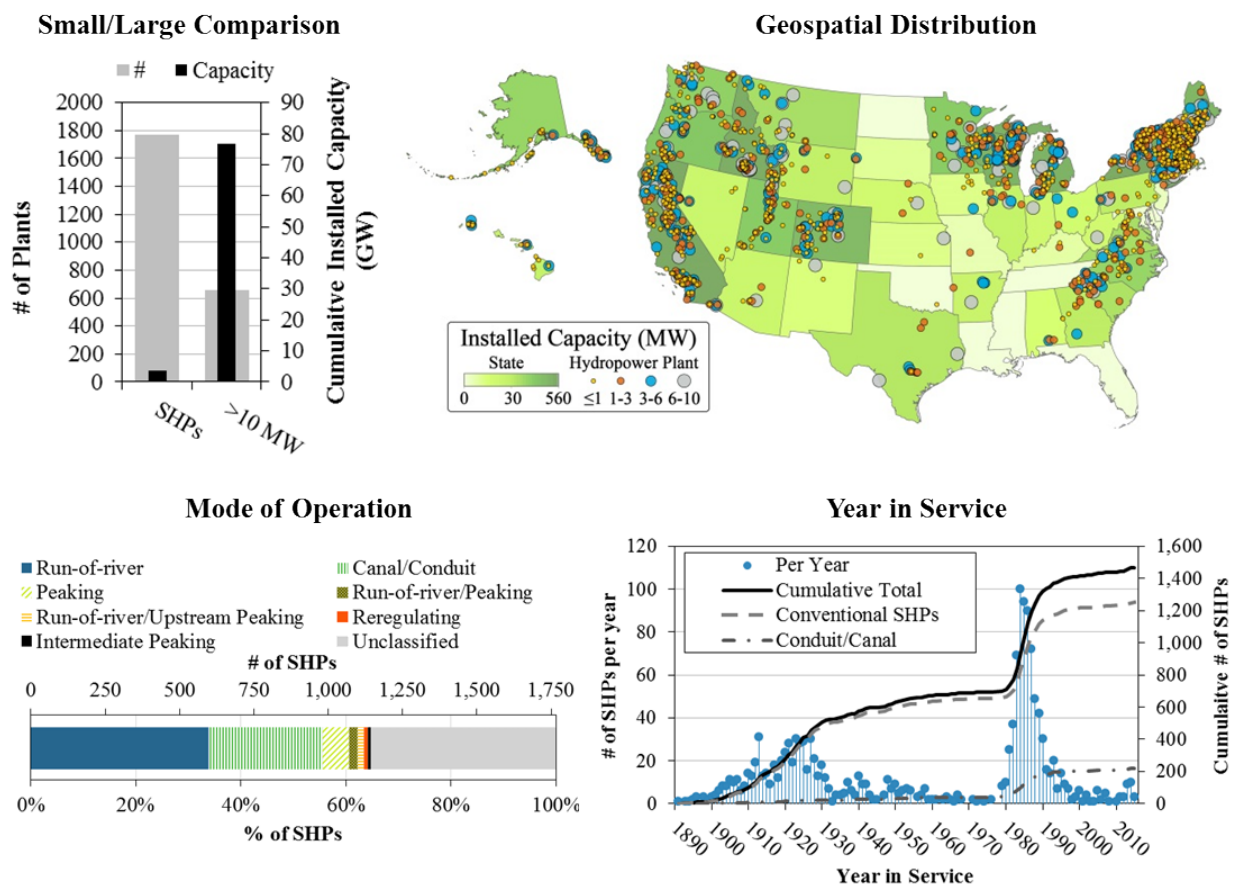 Small/Large Comparison
# Capacity
2000
1800
1600
1400
1200
1000
800
600
400
200
0
# of Plants
90
80
70
60
50
40
30
20
10
0
Cumulaitve Installed Capacity
(GW)
SHPs
>10 MW
Geospatial Distribution
Installed Capacity (MW)
State Hydropower Plant
0 30 560 ≤1 1-3 3-6 6-10
Mode of Operation
Run-of-river Canal/Conduit
Peaking Run-of-river/Peaking
Run-of-river/Upstream Peaking Reregulating
Intermediate Peaking Unclassified
# of SHPs
0 250 500 750 1,000 1,250 1,500 1,750
0% 20% 40% 60% 80% 100%
% of SHPs
Year in Service
120
100
80
60
40
20
0
# of SHPs per year
Per Year
Cumulative Total
Conventional SHPs
Conduit/Canal
1,600
1,400
1,200
1,000
800
600
400
200
0
Cumulaitve # of SHPs
1890 1900 1910 1920 1930 1940 1950 1960 1970 1980 1990 2000 2010
Year in Service